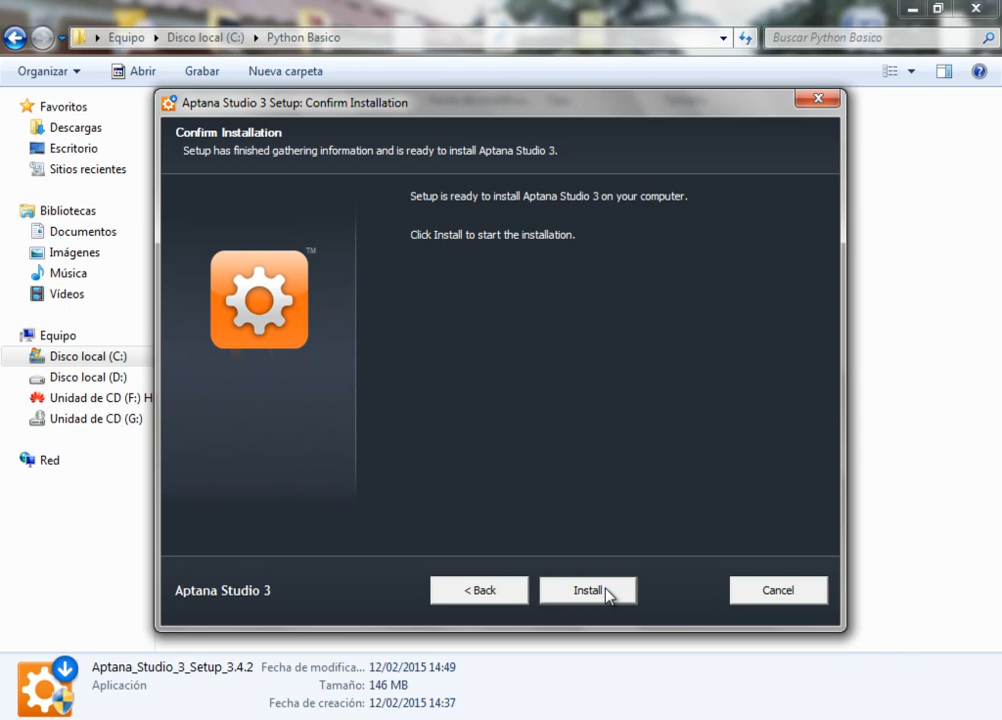 Equipo ▸ Disco local (C:) ▸ Python Basico
Buscar Python Basico
Organizar Abrir Grabar Nueva carpeta
Favoritos
Descargas
Escritorio
Sitios recientes
Bibliotecas
Documentos
Imágenes
Música
Vídeos
Equipo
Disco local (C:)
Disco local (D:)
Unidad de CD (F:) H
Unidad de CD (G:)
Red
Aptana Studio 3 Setup: Confirm Installation
Confirm Installation
Setup has finished gathering information and is ready to install Aptana Studio 3.
Setup is ready to install Aptana Studio 3 on your computer.
Click Install to start the installation.
TM
Aptana Studio 3
< Back Install Cancel
Aptana_Studio_3_Setup_3.4.2 Fecha de modifica... 12/02/2015 14:49
Aplicación Tamaño: 146 MB
Fecha de creación: 12/02/2015 14:37